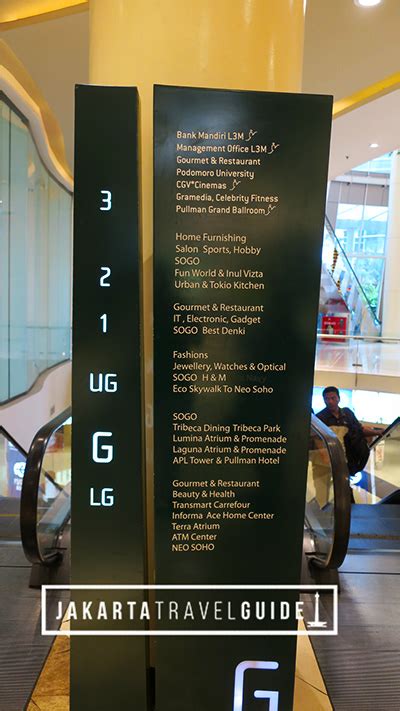 3
Bank Mandiri L3M
Management Office L3M
Gourmet & Restaurant
Podomoro University
CGV*Cinemas
Gramedia, Celebrity Fitness
Pullman Grand Ballroom
2
Home Furnishing
Salon Sports, Hobby
SOGO
Fun World & Inul Vizta
Urban & Tokio Kitchen
1
Gourmet & Restaurant
IT , Electronic, Gadget
SOGO Best Denki
UG
Fashions
Jewellery, Watches & Optical
SOGO H & M
Eco Skywalk To Neo Soho
G
SOGO
Tribeca Dining Tribeca Park
Lumina Atrium & Promenade
Laguna Atrium & Promenade
APL Tower & Pullman Hotel
LG
Gourmet & Restaurant
Beauty & Health
Transmart Carrefour
Informa Ace Home Center
Terra Atrium
ATM Center
NEO SOHO
JAKARTATRAVELGUIDE
G